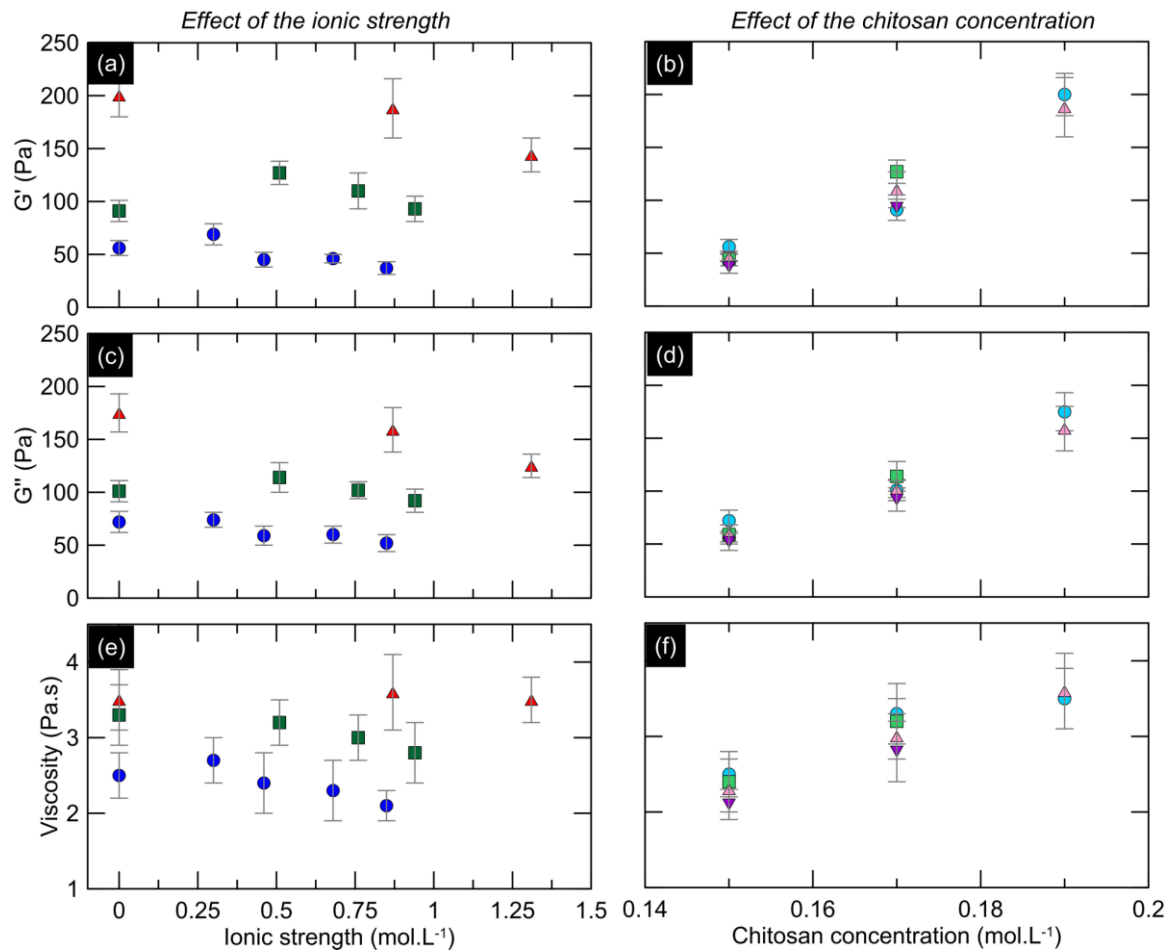 Effect of the ionic strength
Effect of the chitosan concentration
(a)
(b)
250
200
150
100
50
0
G' (Pa)
(c)
(d)
250
200
150
100
50
0
G'' (Pa)
(e)
(f)
4
3
2
1
Viscosity (Pa.s)
0 0.25 0.5 0.75 1 1.25 1.5
0.14 0.16 0.18 0.2
Ionic strength (mol.L⁻¹)
Chitosan concentration (mol.L⁻¹)